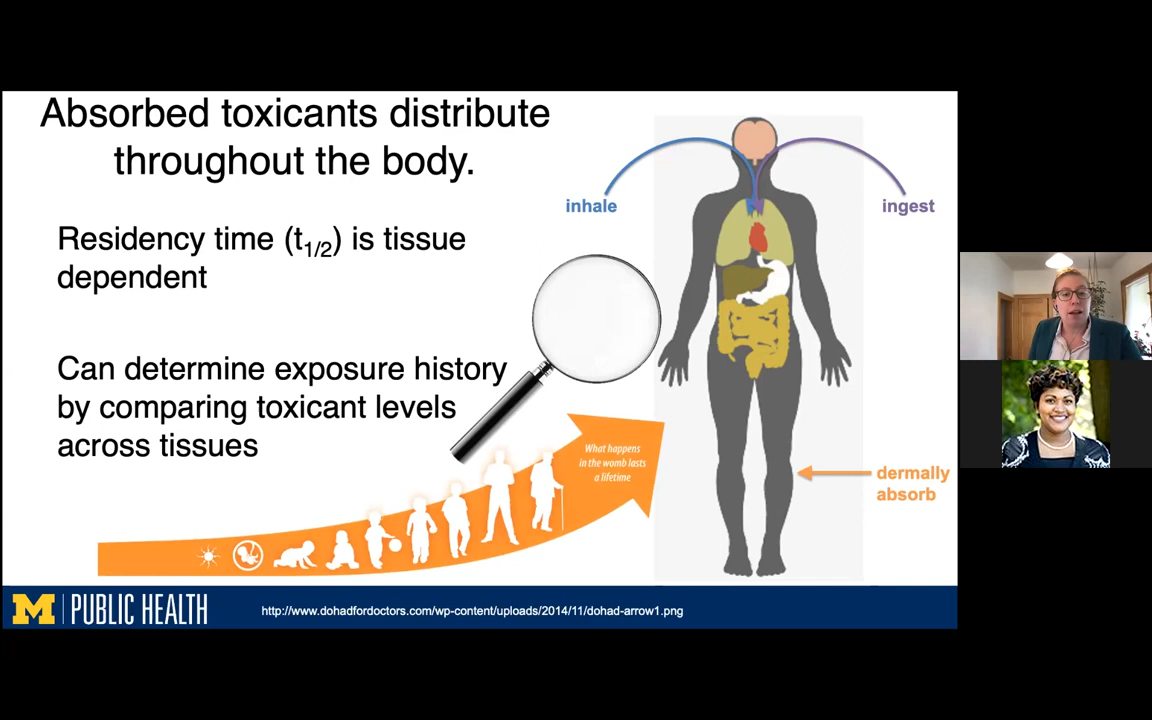 Absorbed toxicants distribute
throughout the body.
Residency time (t1/2) is tissue
dependent
Can determine exposure history
by comparing toxicant levels
across tissues
inhale
ingest
What happens
in the womb lasts
a lifetime
dermally
absorb
M PUBLIC HEALTH
http://www.dohadfordoctors.com/wp-content/uploads/2014/11/dohad-arrow1.png